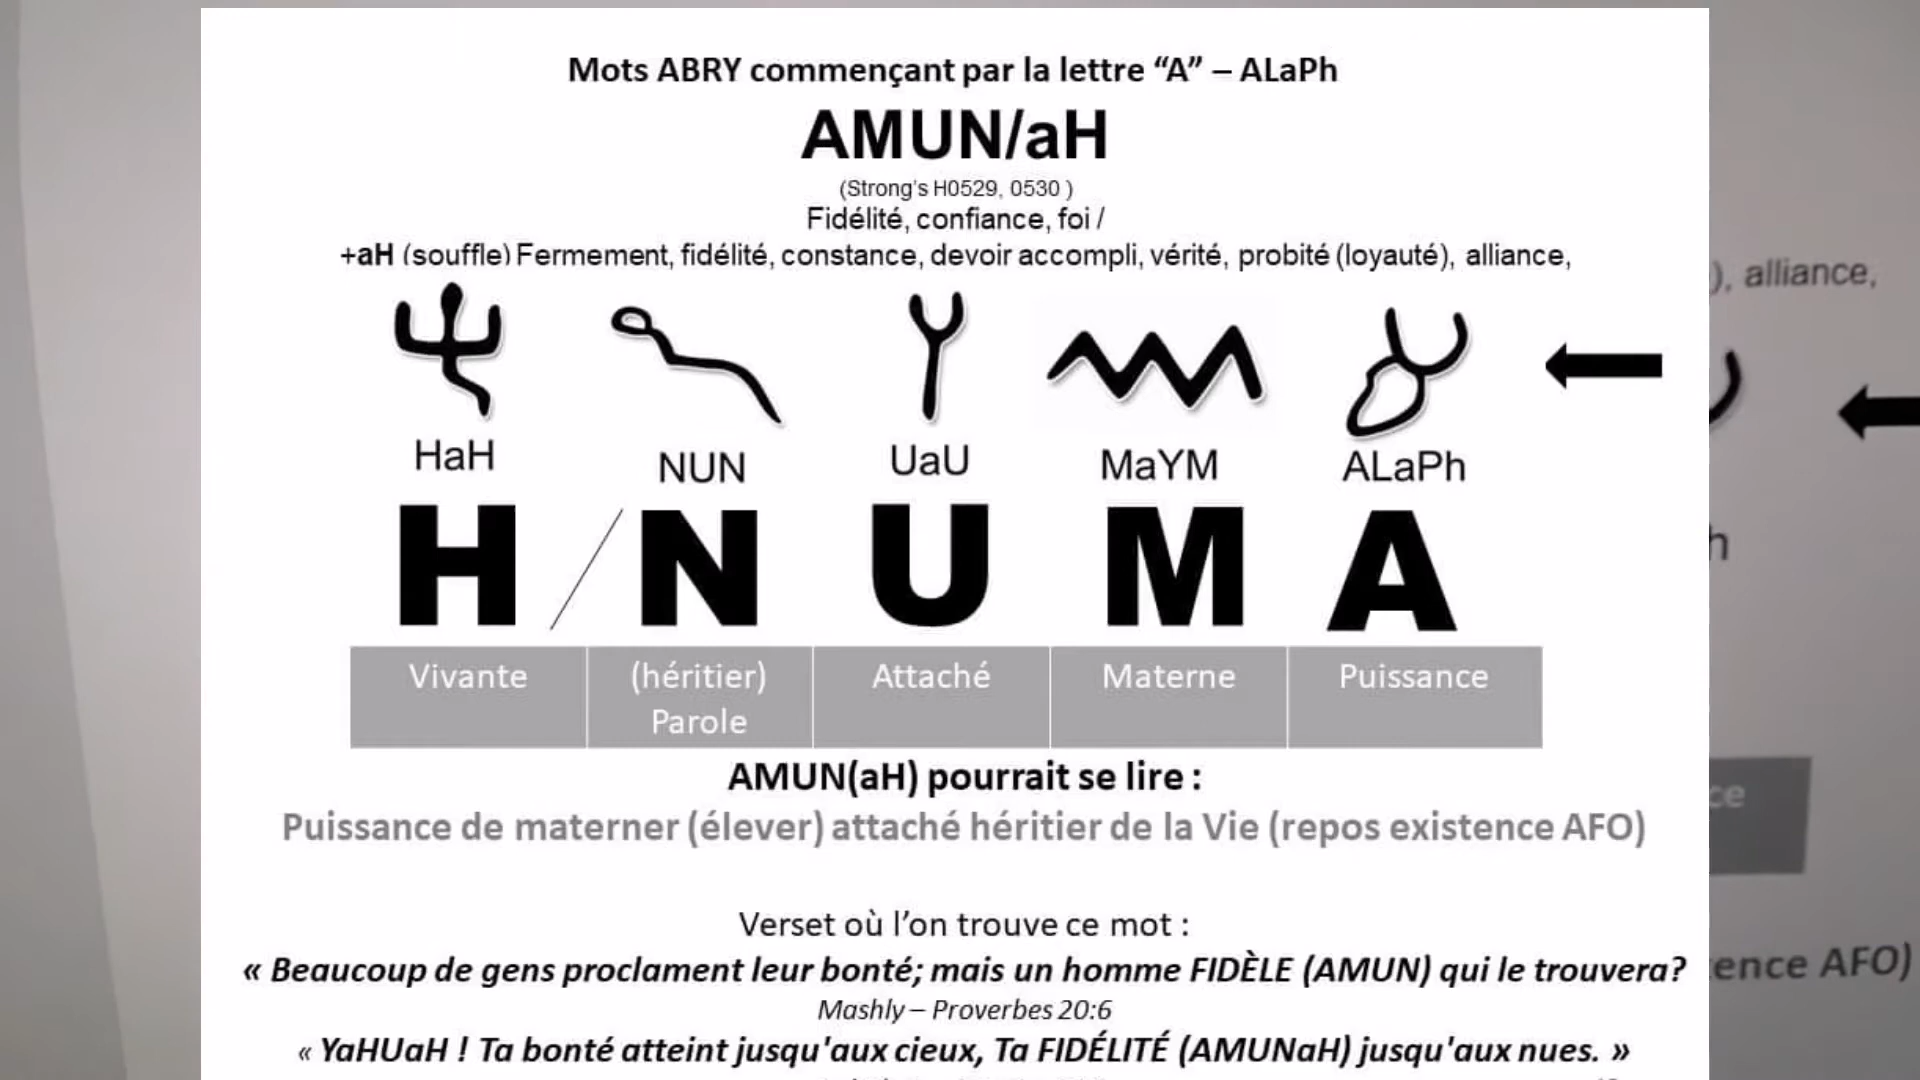 Mots ABRY commençant par la lettre “A” – ALaPh
AMUN/aH
(Strong's H0529, 0530 )
Fidélité, confiance, foi /
+aH (souffle) Fermement, fidélité, constance, devoir accompli, vérité, probité (loyauté), alliance,
HaH NUN UaU MaYM ALaPh
H / N U M A
Vivante (héritier) Attaché Materne Puissance
Parole
AMUN(aH) pourrait se lire :
Puissance de materner (élever) attaché héritier de la Vie (repos existence AFO)
Verset où l'on trouve ce mot :
« Beaucoup de gens proclament leur bonté; mais un homme FIDÈLE (AMUN) qui le trouvera?
Mashly – Proverbes 20:6
« YaHUaH ! Ta bonté atteint jusqu'aux cieux, Ta FIDÉLITÉ (AMUNaH) jusqu'aux nues. »
), alliance,
h
ce
tence AFO)